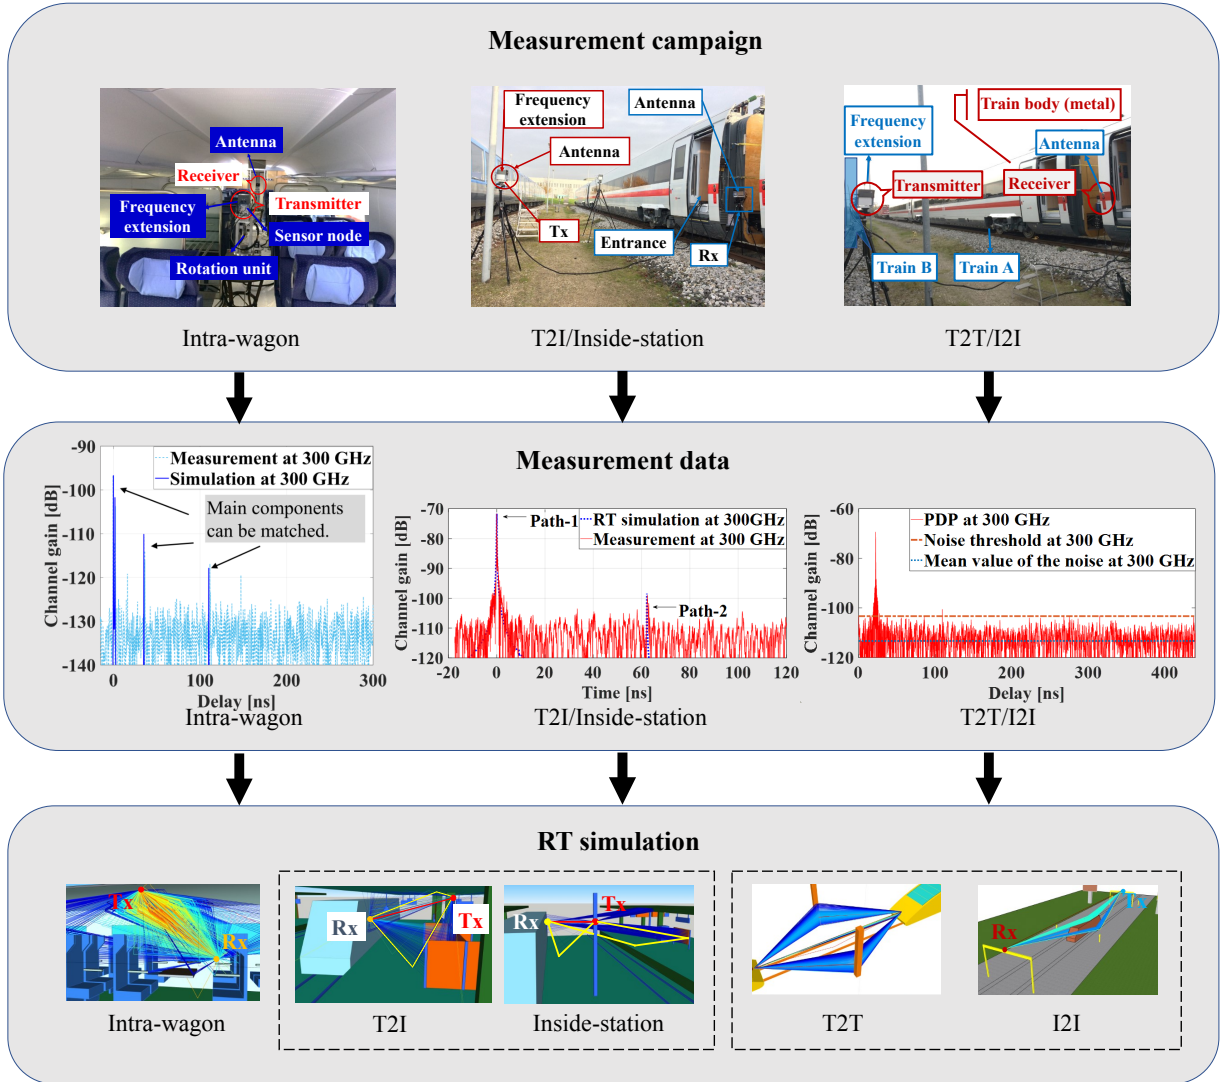 Measurement campaign
Antenna
Receiver
Transmitter
Frequency
extension
Sensor node
Rotation unit
Intra-wagon
Frequency
extension
Antenna
Antenna
Tx
Entrance
Rx
T2I/Inside-station
Frequency
extension
Train body (metal)
Antenna
Transmitter
Receiver
Train B
Train A
T2T/I2I
Measurement data
Channel gain [dB]
-90
-100
-110
-120
-130
-140
Measurement at 300 GHz
Simulation at 300 GHz
Main components
can be matched.
0
100
200
300
Delay [ns]
Intra-wagon
Channel gain [dB]
-70
-80
-90
-100
-110
-120
Path-1
RT simulation at 300GHz
Measurement at 300 GHz
Path-2
-20
0
20
40
60
80
100
120
Time [ns]
T2I/Inside-station
Channel gain [dB]
-60
-80
-100
-120
PDP at 300 GHz
Noise threshold at 300 GHz
Mean value of the noise at 300 GHz
0
100
200
300
400
Delay [ns]
T2T/I2I
RT simulation
Tx
Rx
Intra-wagon
Rx
Tx
T2I
Rx
Tx
Inside-station
T2T
Rx
Tx
I2I